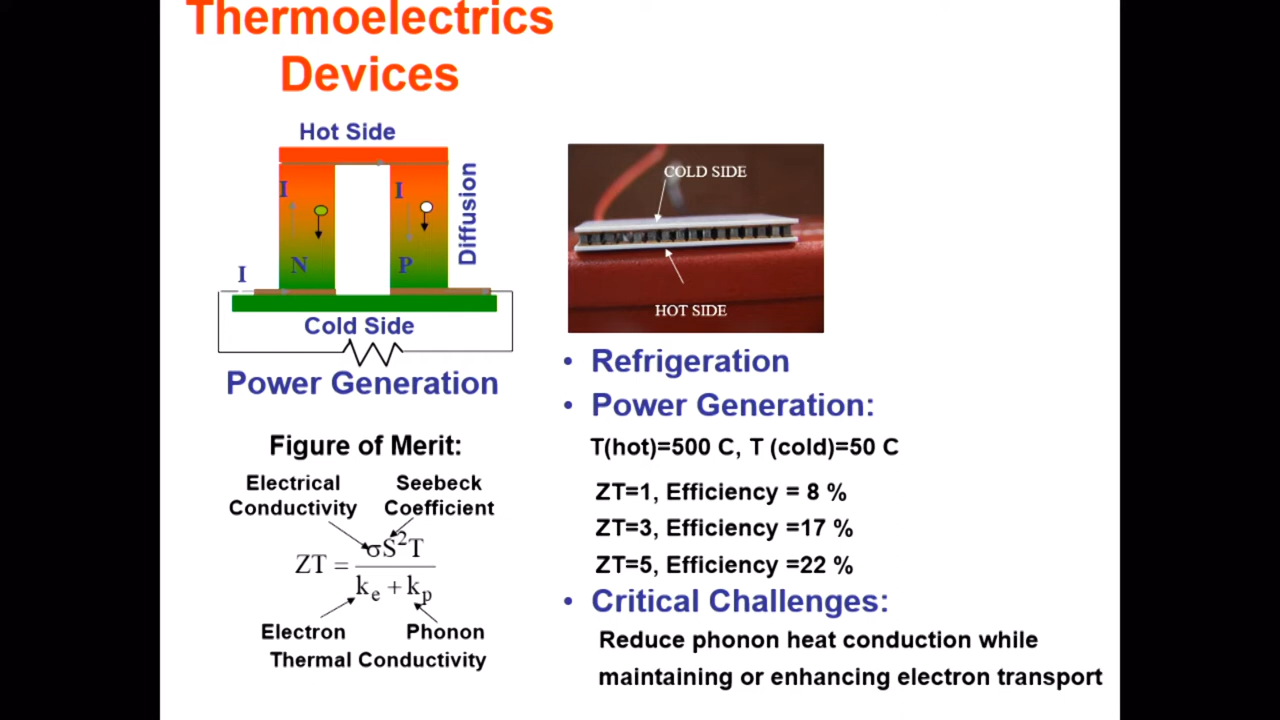 Thermoelectrics
Devices
Hot Side
I
I
Diffusion
N
P
I
Cold Side
Power Generation
Figure of Merit:
Electrical
Conductivity
Seebeck
Coefficient
ZT = σS²T / (kₑ + kₚ)
Electron
Phonon
Thermal Conductivity
COLD SIDE
HOT SIDE
• Refrigeration
• Power Generation:
T(hot)=500 C, T (cold)=50 C
ZT=1, Efficiency = 8 %
ZT=3, Efficiency =17 %
ZT=5, Efficiency =22 %
• Critical Challenges:
Reduce phonon heat conduction while
maintaining or enhancing electron transport